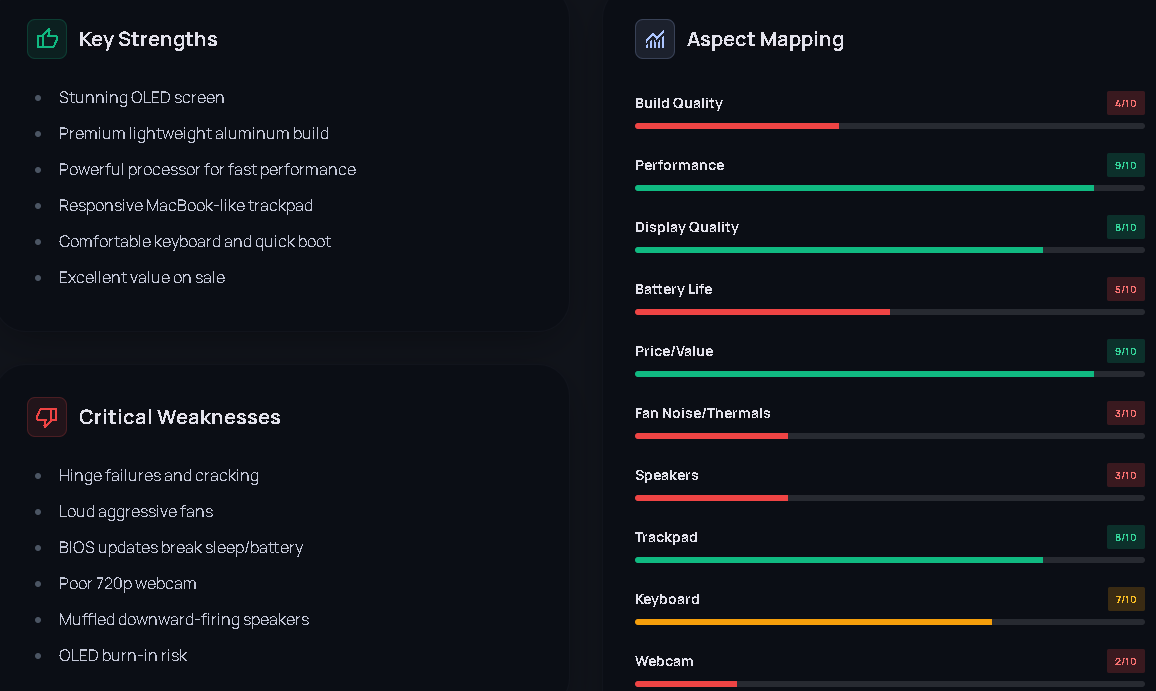 Key Strengths
Stunning OLED screen
Premium lightweight aluminum build
Powerful processor for fast performance
Responsive MacBook-like trackpad
Comfortable keyboard and quick boot
Excellent value on sale
Critical Weaknesses
Hinge failures and cracking
Loud aggressive fans
BIOS updates break sleep/battery
Poor 720p webcam
Muffled downward-firing speakers
OLED burn-in risk
Aspect Mapping
Build Quality 4/10
Performance 9/10
Display Quality 8/10
Battery Life 5/10
Price/Value 9/10
Fan Noise/Thermals 3/10
Speakers 3/10
Trackpad 8/10
Keyboard 7/10
Webcam 2/10